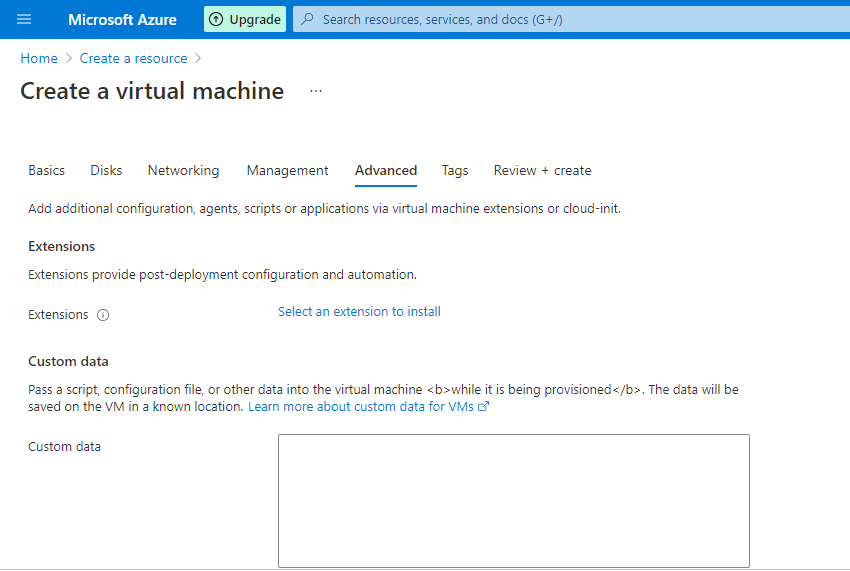 Microsoft Azure Upgrade Search resources, services, and docs (G+/)
Home > Create a resource >
Create a virtual machine ...
Basics Disks Networking Management Advanced Tags Review + create
Add additional configuration, agents, scripts or applications via virtual machine extensions or cloud-init.
Extensions
Extensions provide post-deployment configuration and automation.
Extensions Select an extension to install
Custom data
Pass a script, configuration file, or other data into the virtual machine <b>while it is being provisioned</b>. The data will be
saved on the VM in a known location. Learn more about custom data for VMs
Custom data